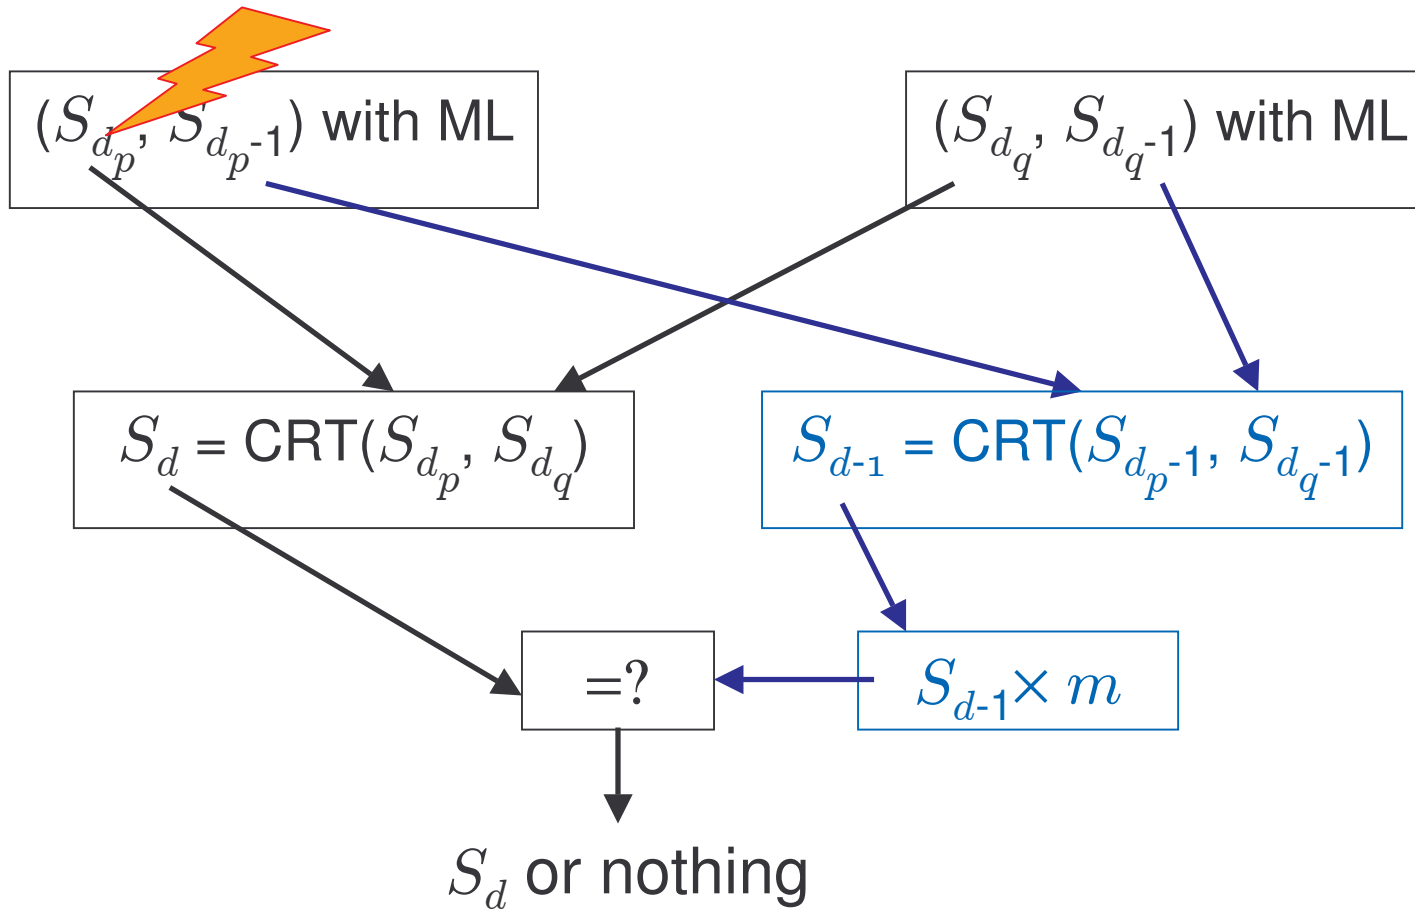 (S_{d_p}, S_{d_p-1}) with ML
(S_{d_q}, S_{d_q-1}) with ML
S_d = CRT(S_{d_p}, S_{d_q})
S_{d-1} = CRT(S_{d_p-1}, S_{d_q-1})
=?
S_{d-1} × m
S_d or nothing